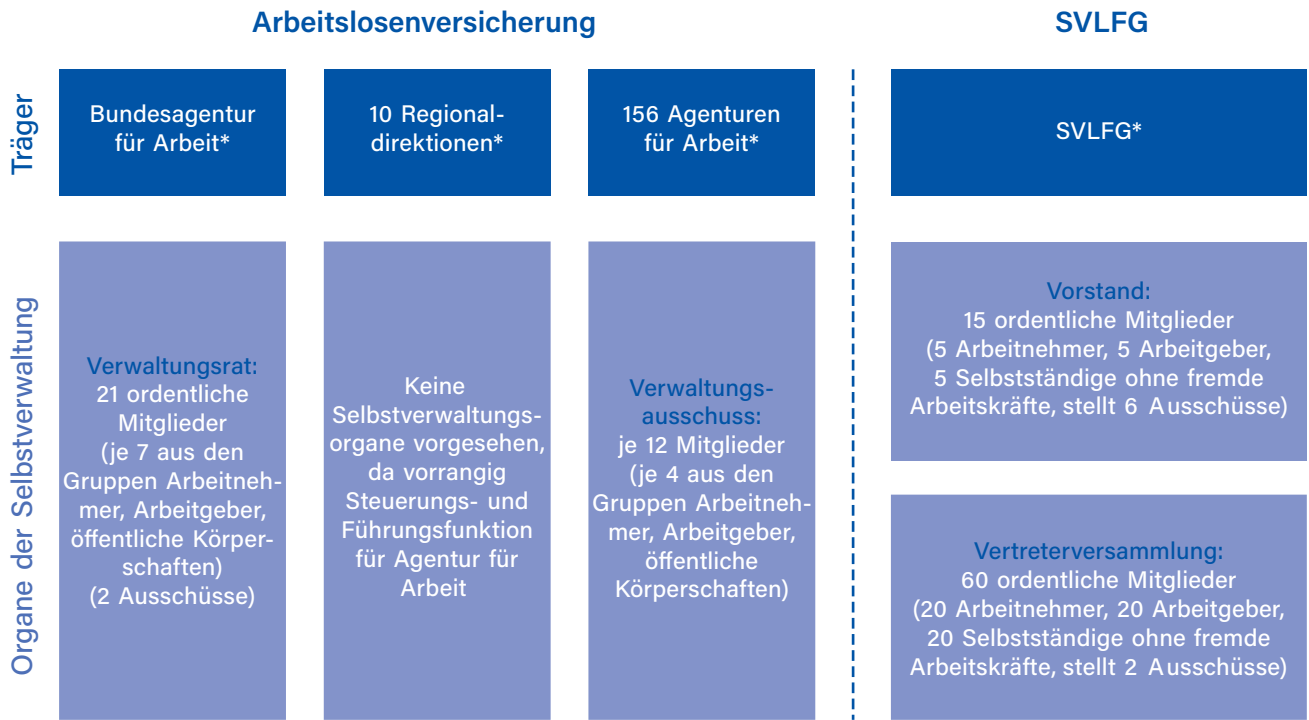 Arbeitslosenversicherung
SVLFG
Träger
Bundesagentur
für Arbeit*
10 Regional-
direktionen*
156 Agenturen
für Arbeit*
SVLFG*
Organe der Selbstverwaltung
Verwaltungsrat:
21 ordentliche
Mitglieder
(je 7 aus den
Gruppen Arbeitneh-
mer, Arbeitgeber,
öffentliche Körper-
schaften)
(2 Ausschüsse)
Keine
Selbstverwaltungs-
organe vorgesehen,
da vorrangig
Steuerungs- und
Führungsfunktion
für Agentur für
Arbeit
Verwaltungs-
ausschuss:
je 12 Mitglieder
(je 4 aus den
Gruppen Arbeitneh-
mer, Arbeitgeber,
öffentliche
Körperschaften)
Vorstand:
15 ordentliche Mitglieder
(5 Arbeitnehmer, 5 Arbeitgeber,
5 Selbstständige ohne fremde
Arbeitskräfte, stellt 6 Ausschüsse)
Vertreterversammlung:
60 ordentliche Mitglieder
(20 Arbeitnehmer, 20 Arbeitgeber,
20 Selbstständige ohne fremde
Arbeitskräfte, stellt 2 Ausschüsse)